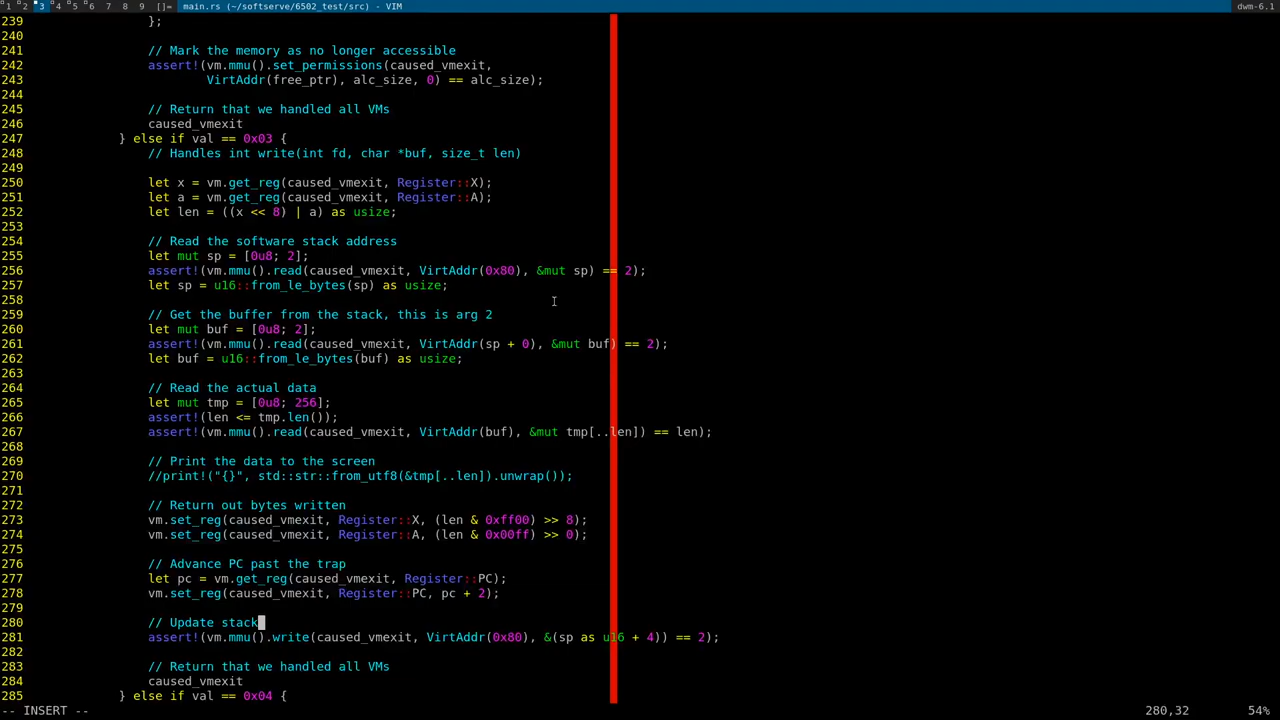 1 2 3 4 5 6 7 8 9 []= main.rs (~/softserve/6502_test/src) - VIM dwm-6.1
239 };
240
241 // Mark the memory as no longer accessible
242 assert!(vm.mmu().set_permissions(caused_vmexit,
243 VirtAddr(free_ptr), alc_size, 0) == alc_size);
244
245 // Return that we handled all VMs
246 caused_vmexit
247 } else if val == 0x03 {
248 // Handles int write(int fd, char *buf, size_t len)
249
250 let x = vm.get_reg(caused_vmexit, Register::X);
251 let a = vm.get_reg(caused_vmexit, Register::A);
252 let len = ((x << 8) | a) as usize;
253
254 // Read the software stack address
255 let mut sp = [0u8; 2];
256 assert!(vm.mmu().read(caused_vmexit, VirtAddr(0x80), &mut sp) == 2);
257 let sp = u16::from_le_bytes(sp) as usize;
258
259 // Get the buffer from the stack, this is arg 2
260 let mut buf = [0u8; 2];
261 assert!(vm.mmu().read(caused_vmexit, VirtAddr(sp + 0), &mut buf) == 2);
262 let buf = u16::from_le_bytes(buf) as usize;
263
264 // Read the actual data
265 let mut tmp = [0u8; 256];
266 assert!(len <= tmp.len());
267 assert!(vm.mmu().read(caused_vmexit, VirtAddr(buf), &mut tmp[..len]) == len);
268
269 // Print the data to the screen
270 //print!("{}", std::str::from_utf8(&tmp[..len]).unwrap());
271
272 // Return out bytes written
273 vm.set_reg(caused_vmexit, Register::X, (len & 0xff00) >> 8);
274 vm.set_reg(caused_vmexit, Register::A, (len & 0x00ff) >> 0);
275
276 // Advance PC past the trap
277 let pc = vm.get_reg(caused_vmexit, Register::PC);
278 vm.set_reg(caused_vmexit, Register::PC, pc + 2);
279
280 // Update stack
281 assert!(vm.mmu().write(caused_vmexit, VirtAddr(0x80), &(sp as u16 + 4)) == 2);
282
283 // Return that we handled all VMs
284 caused_vmexit
285 } else if val == 0x04 {
-- INSERT -- 280,32 54%